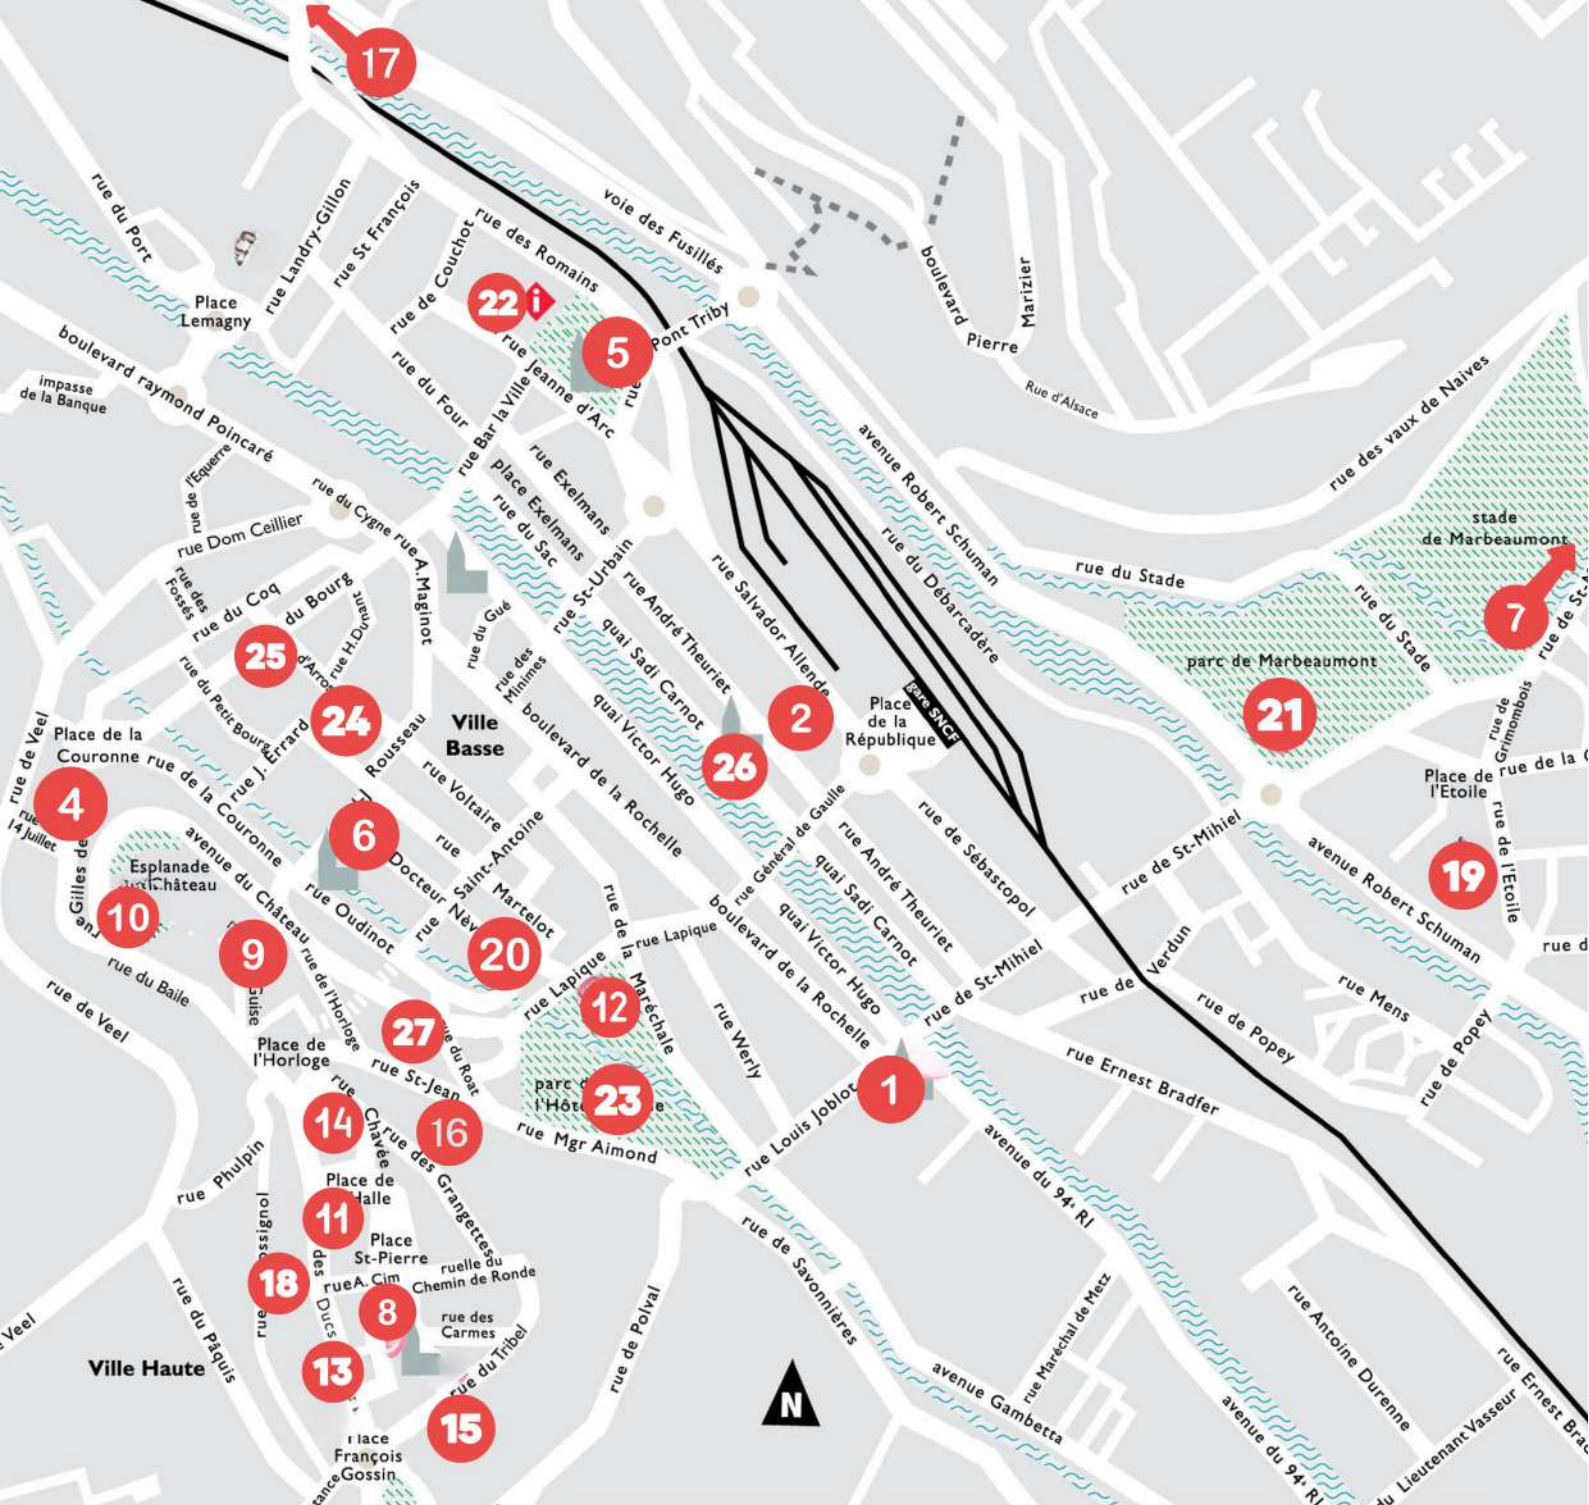 17
rue du Port
rue Landry-Gillon
rue St François
rue de Couchot
rue des Romains
voie des Fusillés
boulevard Pierre Marizier
Rue d'Alsace
Place
Lemagny
22
i
5
Pont Triby
rue
boulevard raymond Poincaré
impasse
de la Banque
rue Jeanne d'Arc
rue du Four
rue Bar la Ville
rue Exelmans
place Exelmans
rue du Sac
rue de l'Equerre
rue du Cygne
rue Dom Ceillier
rue A.Maginot
rue St-Urbain
avenue Robert Schuman
rue des vaux de Naives
stade
de Marbeaumont
rue du Stade
rue du Débarcadère
rue Salvador Allende
rue André Theuriet
quai Sadi Carnot
quai Victor Hugo
rue des
Fossés
rue du Coq
du Bourg
rue H.Dunant
25
rue du Petit Bourg
24
rue J. Errard
Rousseau
rue du Gué
rue des
Minimes
Ville
Basse
boulevard de la Rochelle
26
2
Place
de la
République
gare SNCF
parc de Marbeaumont
21
rue du Stade
7
rue de
Grimonbois
Place de
l'Etoile
rue de l'Etoile
19
rue de Veel
Place de la
Couronne
4
rue
14 Juillet
rue de la Couronne
avenue du Château
Esplanade
10
Gilles de
rue
rue du Baile
rue de Veel
9
Guise
rue de l'Horloge
6
rue Voltaire
rue Saint-Antoine
rue Oudinot
Docteur
rue
Martelot
20
rue Lapique
rue Lapique
rue de la Maréchale
rue Général de Gaulle
rue de Sébastopol
rue André Theuriet
quai Sadi Carnot
quai Victor Hugo
boulevard de la Rochelle
rue de St-Mihiel
rue de St-Mihiel
avenue Robert Schuman
rue de Verdun
rue de Popey
rue Mens
rue de Popey
12
parc
23
27
rue St-Jean
Place de
l'Horloge
14
rue Chavée
16
rue des Grangettes
rue Mgr Aimond
rue Werly
rue Louis Joblot
1
rue Ernest Bradfer
avenue du 94e RI
rue Phulpin
Place de
11
Place
St-Pierre
rue A. Cim
ruelle du
Chemin de Ronde
18
des Ducs
8
rue des
Carmes
rue du Tribel
13
15
Ville Haute
rue du Pâquis
Veel
François
Gossin
rue de Polval
rue de Savonnières
N
avenue Gambetta
rue Maréchal de Metz
avenue du 94e RI
rue Antoine Durenne
rue Ernest
du Lieutenant Vasseur